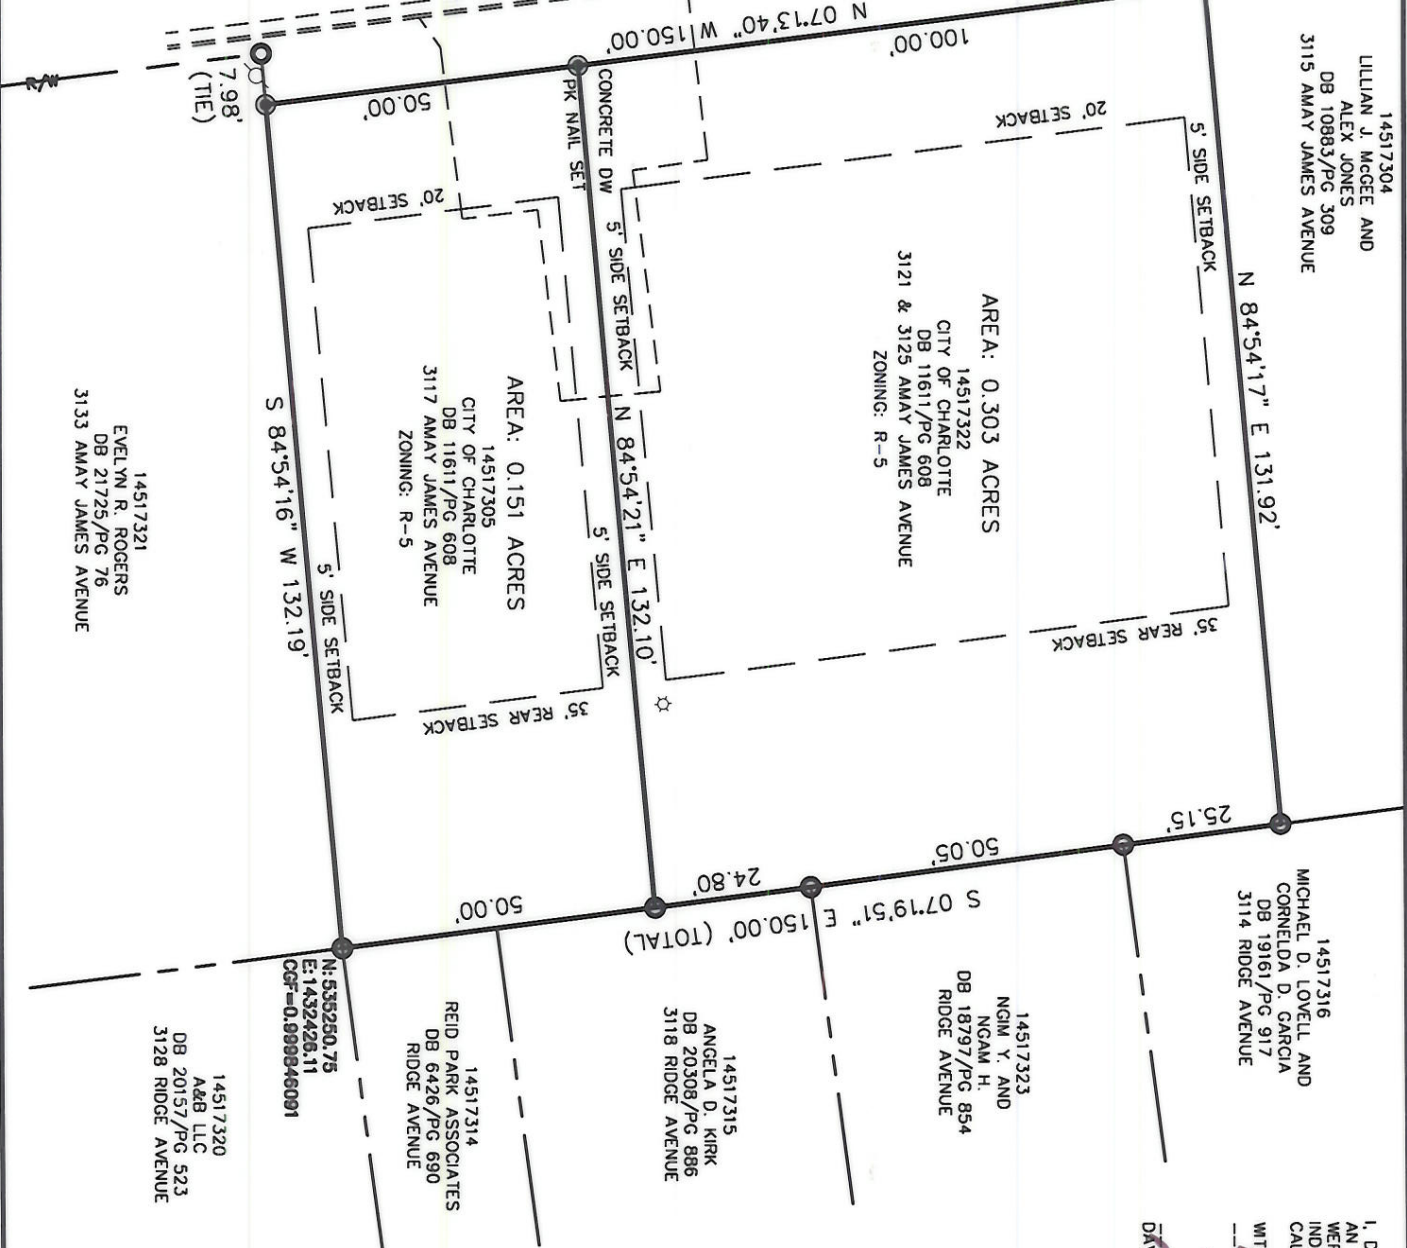 14517304
LILLIAN J. McGEE AND
ALEX JONES
DB 10883/PG 309
3115 AMAY JAMES AVENUE
N 07°13'40" W 150.00'
100.00'
50.00'
7.98'
(TIE)
R/W
CONCRETE DW
PK NAIL SET
20' SETBACK
5' SIDE SETBACK
N 84°54'17" E 131.92'
AREA: 0.303 ACRES
14517322
CITY OF CHARLOTTE
DB 11611/PG 608
3121 & 3125 AMAY JAMES AVENUE
ZONING: R-5
5' SIDE SETBACK
35' REAR SETBACK
N 84°54'21" E 132.10'
20' SETBACK
5' SIDE SETBACK
AREA: 0.151 ACRES
14517305
CITY OF CHARLOTTE
DB 11611/PG 608
3117 AMAY JAMES AVENUE
ZONING: R-5
5' SIDE SETBACK
35' REAR SETBACK
S 84°54'16" W 132.19'
14517321
EVELYN R. ROGERS
DB 21725/PG 76
3133 AMAY JAMES AVENUE
25.15'
50.05'
24.80'
50.00'
S 07°19'51" E 150.00' (TOTAL)
14517316
MICHAEL D. LOVELL AND
CORNELDA D. GARCIA
DB 19161/PG 917
3114 RIDGE AVENUE
14517323
NGIM Y. AND
NGAM H.
DB 18797/PG 854
RIDGE AVENUE
14517315
ANGELA D. KIRK
DB 20308/PG 886
3118 RIDGE AVENUE
14517314
REID PARK ASSOCIATES
DB 6426/PG 690
RIDGE AVENUE
N:535250.75
E:1432426.11
CGF=0.999846091
14517320
A&B LLC
DB 20157/PG 523
3128 RIDGE AVENUE
I, D
AN
WER
IND
CAL
WIT
DA